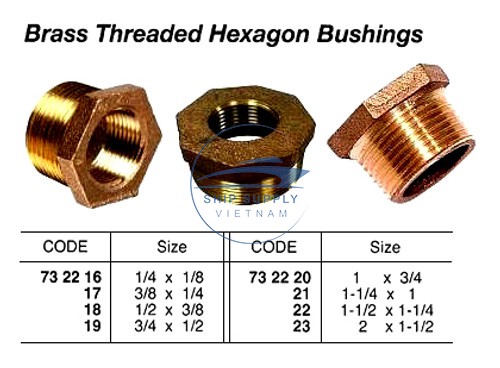 Brass Threaded Hexagon Bushings
SHIP SUPPLY
VIETNAM
CODE Size CODE Size
73 22 16 1/4 x 1/8 73 22 20 1 x 3/4
17 3/8 x 1/4 21 1-1/4 x 1
18 1/2 x 3/8 22 1-1/2 x 1-1/4
19 3/4 x 1/2 23 2 x 1-1/2